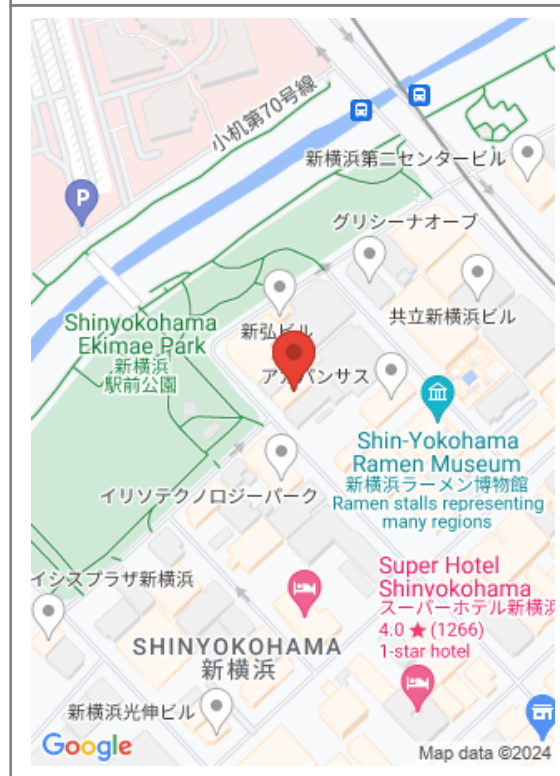 小机第70号線
新横浜第二センタービル
P
グリシーナオーブ
新弘ビル
共立新横浜ビル
Shinyokohama
Ekimae Park
新横浜
駅前公園
Shin-Yokohama
Ramen Museum
新横浜ラーメン博物館
Ramen stalls representing
many regions
イリソテクノロジーパーク
Super Hotel
Shinyokohama
スーパーホテル新横浜
4.0 ★ (1266)
1-star hotel
イシスプラザ新横浜
SHINYOKOHAMA
新横浜
新横浜光伸ビル
Google
Map data ©2024